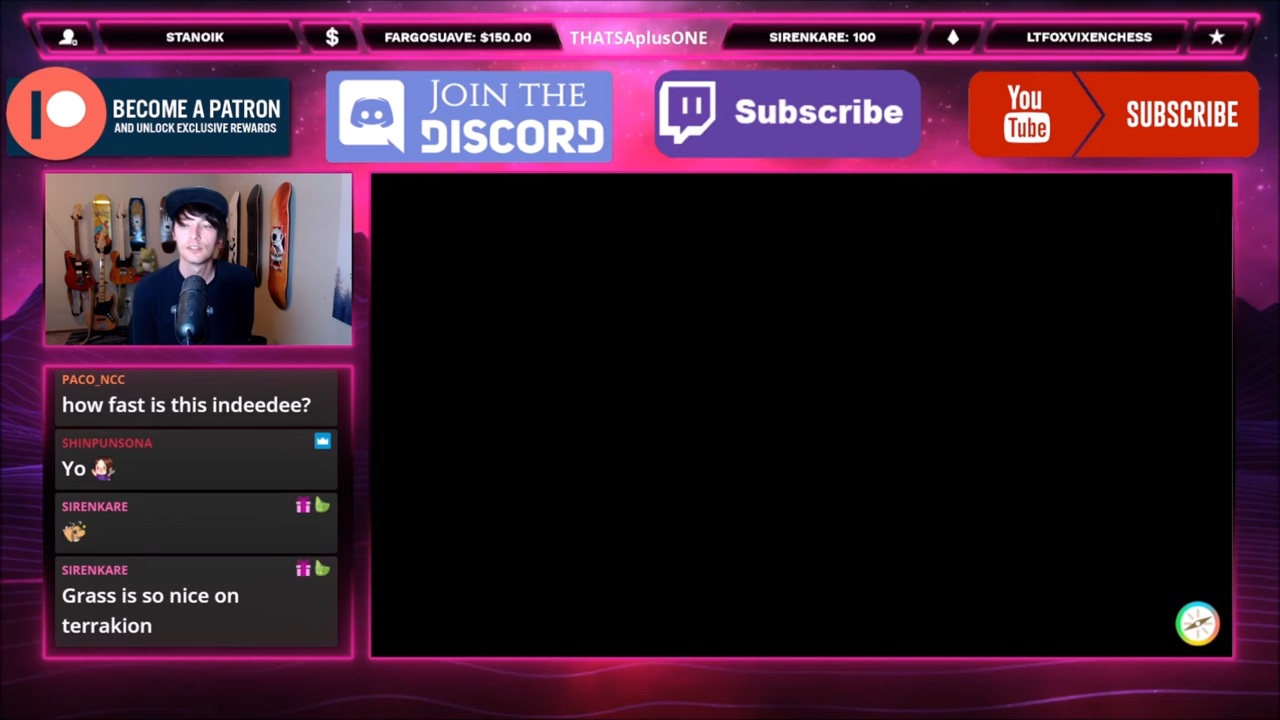 STANOIK
$
FARGOSUAVE: $150.00
THATSAplusONE
SIRENKARE: 100
LTFOXVIXENCHESS
BECOME A PATRON
AND UNLOCK EXCLUSIVE REWARDS
JOIN THE
DISCORD
Subscribe
You
Tube
SUBSCRIBE
PACO_NCC
how fast is this indeedee?
SHINPUNSONA
Yo
SIRENKARE
SIRENKARE
Grass is so nice on
terrakion